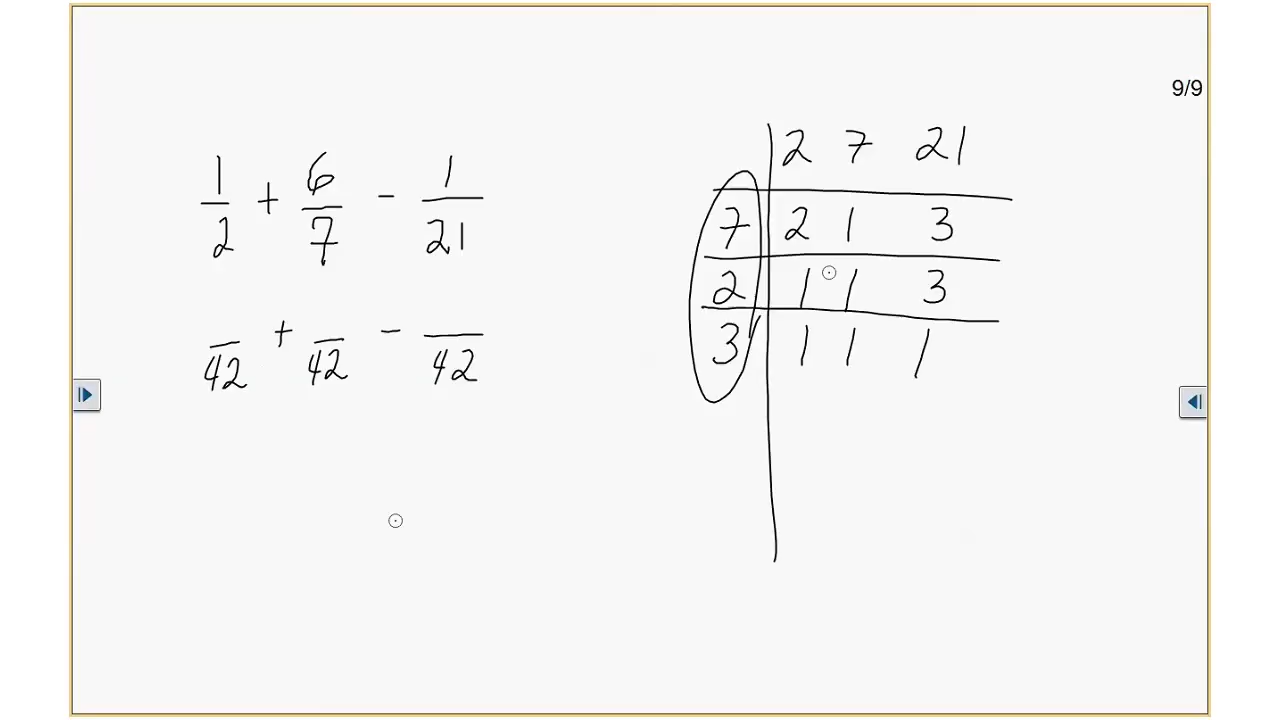 9/9
1/2 + 6/7 - 1/21
/42 + /42 - /42
2 7 21
7 2 1 3
2 1 1 3
3 1 1 1